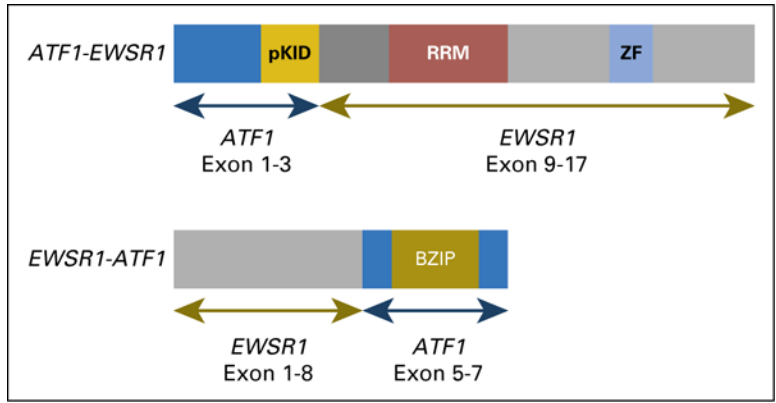 ATF1-EWSR1 pKID RRM ZF
ATF1 EWSR1
Exon 1-3 Exon 9-17
EWSR1-ATF1 BZIP
EWSR1 ATF1
Exon 1-8 Exon 5-7